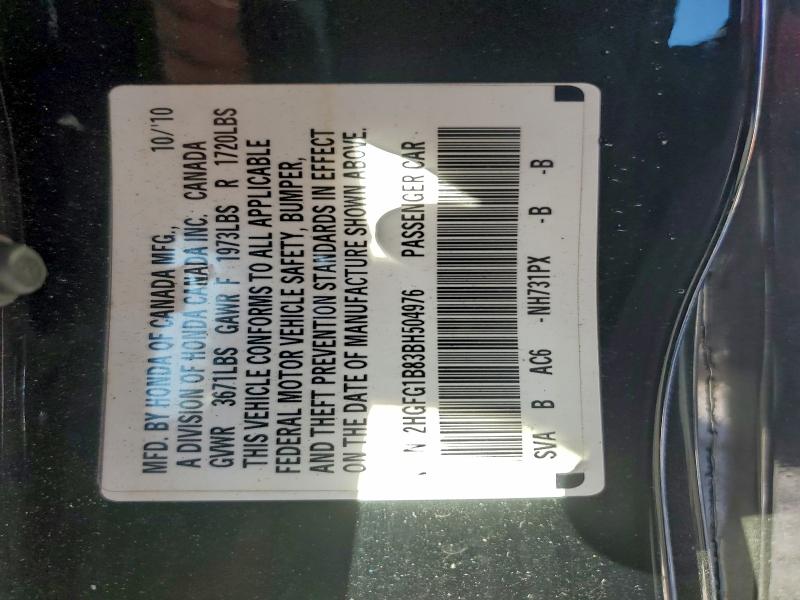 MFD. BY HONDA OF CANADA MFG., 10/'10
A DIVISION OF HONDA CANADA INC. CANADA
GVWR 3671LBS GAWR F 1973LBS R 1720LBS
THIS VEHICLE CONFORMS TO ALL APPLICABLE
FEDERAL MOTOR VEHICLE SAFETY, BUMPER,
AND THEFT PREVENTION STANDARDS IN EFFECT
ON THE DATE OF MANUFACTURE SHOWN ABOVE.
2HGFG1B83BH504976 PASSENGER CAR
SVA B AC6 -NH731PX -B -B